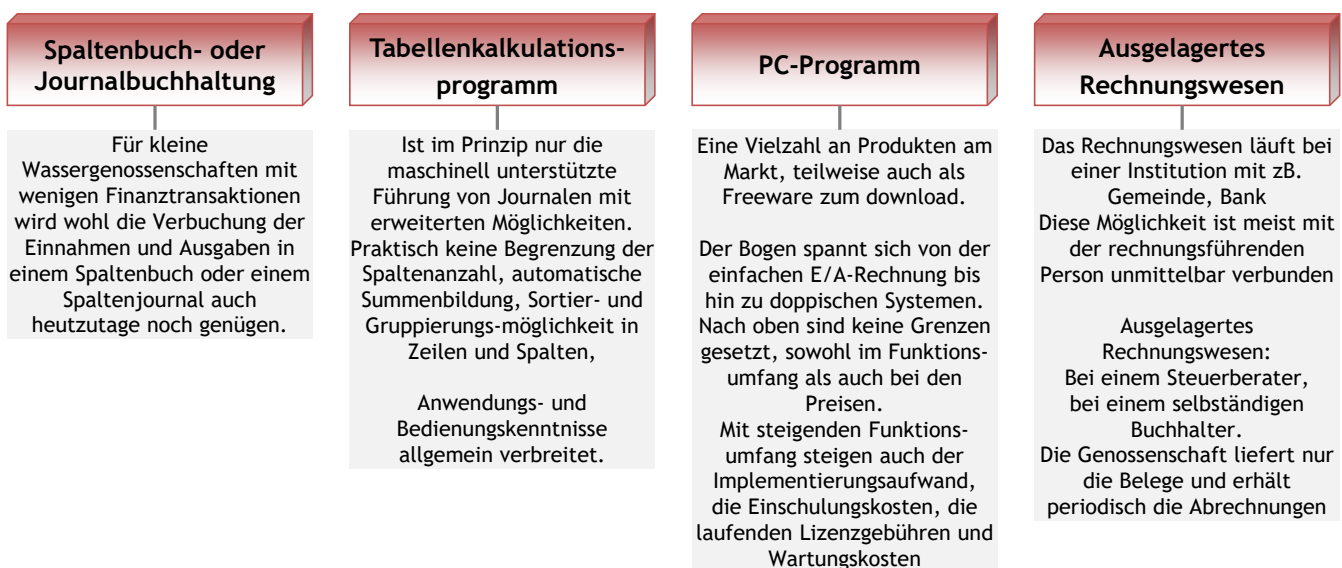 Spaltenbuch- oder
Journalbuchhaltung
Für kleine
Wassergenossenschaften mit
wenigen Finanztransaktionen
wird wohl die Verbuchung der
Einnahmen und Ausgaben in
einem Spaltenbuch oder einem
Spaltenjournal auch
heutzutage noch genügen.
Tabellenkalkulations-
programm
Ist im Prinzip nur die
maschinell unterstützte
Führung von Journalen mit
erweiterten Möglichkeiten.
Praktisch keine Begrenzung der
Spaltenanzahl, automatische
Summenbildung, Sortier- und
Gruppierungs-möglichkeit in
Zeilen und Spalten,
Anwendungs- und
Bedienungskenntnisse
allgemein verbreitet.
PC-Programm
Eine Vielzahl an Produkten am
Markt, teilweise auch als
Freeware zum download.
Der Bogen spannt sich von der
einfachen E/A-Rechnung bis
hin zu doppischen Systemen.
Nach oben sind keine Grenzen
gesetzt, sowohl im Funktions-
umfang als auch bei den
Preisen.
Mit steigenden Funktions-
umfang steigen auch der
Implementierungsaufwand,
die Einschulungskosten, die
laufenden Lizenzgebühren und
Wartungskosten
Ausgelagertes
Rechnungswesen
Das Rechnungswesen läuft bei
einer Institution mit zB.
Gemeinde, Bank
Diese Möglichkeit ist meist mit
der rechnungsführenden
Person unmittelbar verbunden
Ausgelagertes
Rechnungswesen:
Bei einem Steuerberater,
bei einem selbständigen
Buchhalter.
Die Genossenschaft liefert nur
die Belege und erhält
periodisch die Abrechnungen